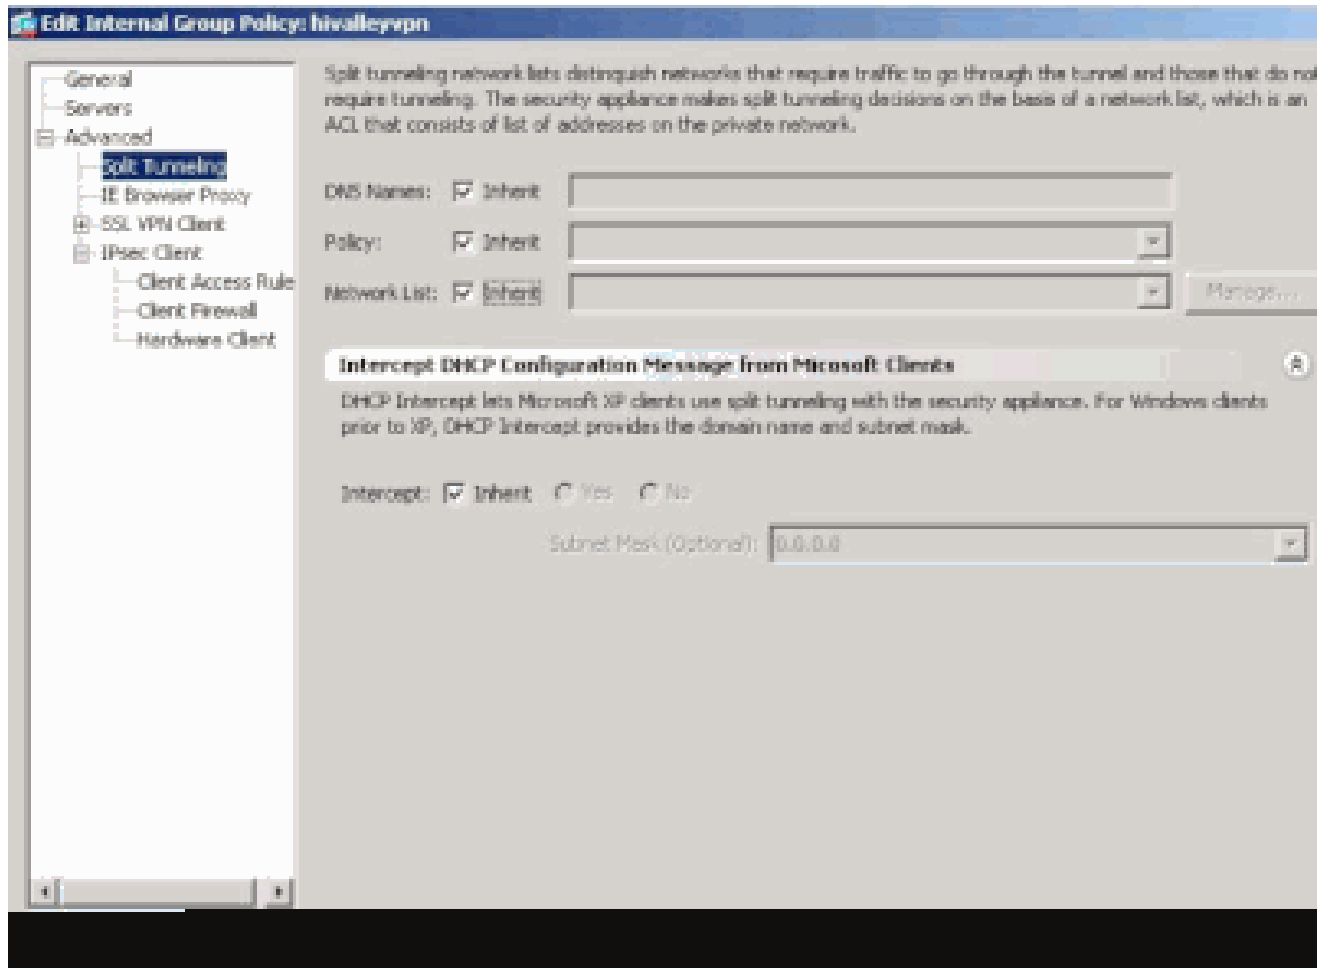 Edit Internal Group Policy: hivalleyvpn
General
Servers
Advanced
Split Tunneling
IE Browser Proxy
SSL VPN Client
IPsec Client
Client Access Rule
Client Firewall
Hardware Client
Split tunneling network lists distinguish networks that require traffic to go through the tunnel and those that do not
require tunneling. The security appliance makes split tunneling decisions on the basis of a network list, which is an
ACL that consists of list of addresses on the private network.
DNS Names: Inherit
Policy: Inherit
Network List: Inherit Manage...
Intercept DHCP Configuration Message from Micosoft Clients
DHCP Intercept lets Microsoft XP clients use split tunneling with the security appliance. For Windows clients
prior to XP, DHCP Intercept provides the domain name and subnet mask.
Intercept: Inherit Yes No
Subnet Mask (Optional): 0.0.0.0